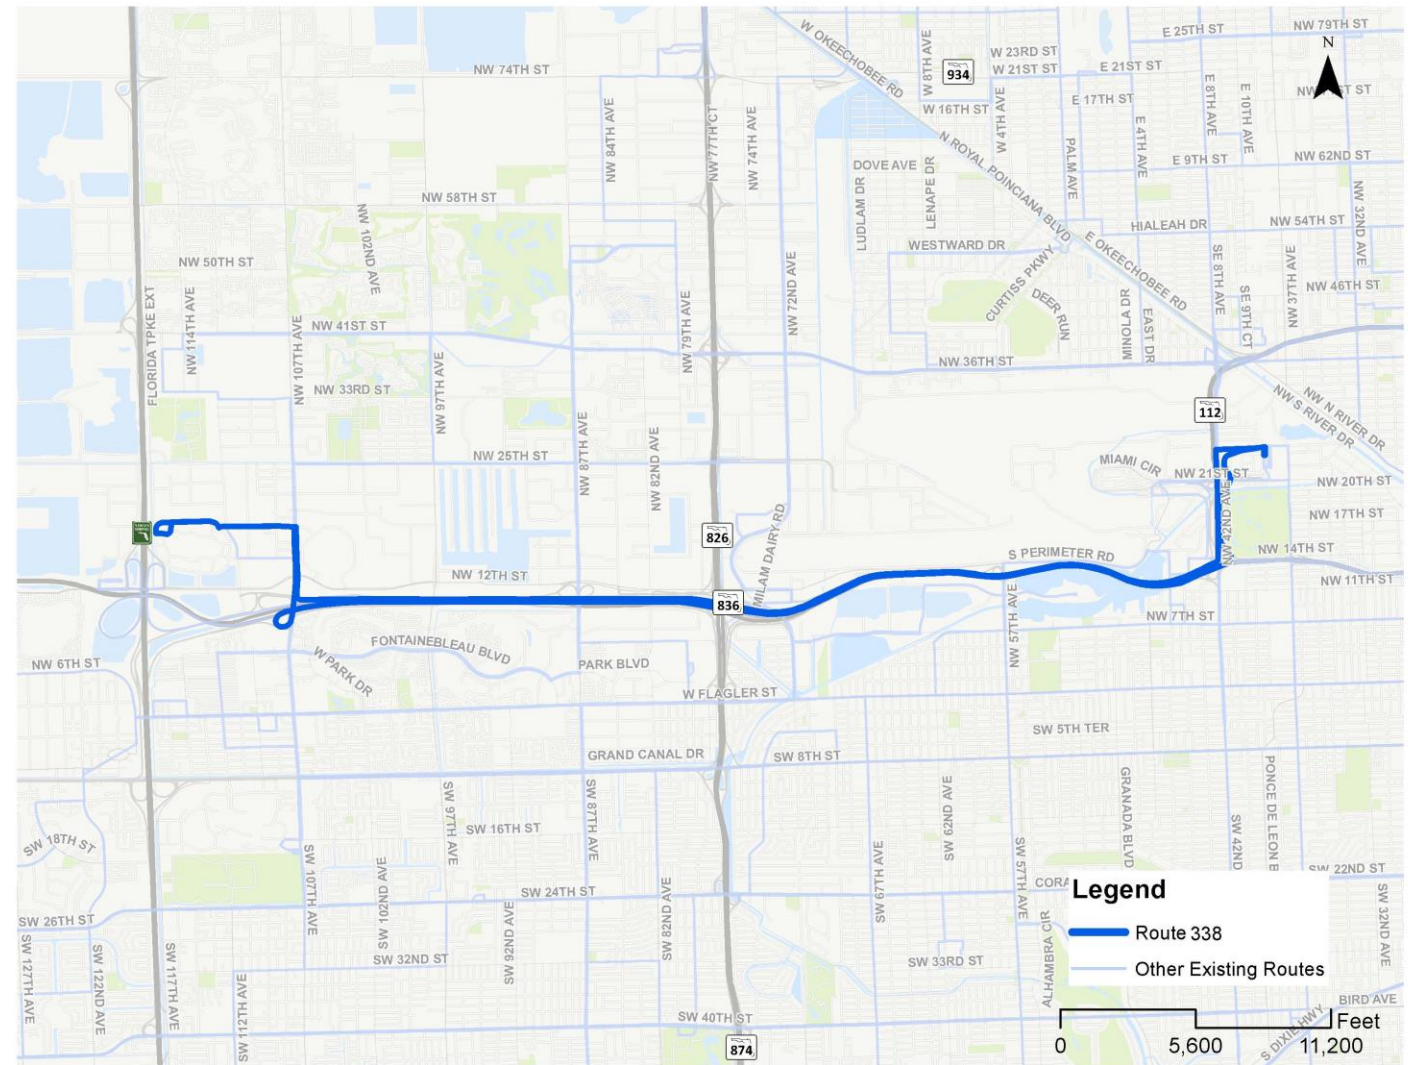 W OKEECHOBEE RD
W 8TH AVE
E 25TH ST
NW 79TH ST
N
W 23RD ST
934
W 21ST ST
E 21ST ST
NW 74TH ST
E 8TH AVE
E 10TH AVE
E 17TH ST
W 16TH ST
W 4TH AVE
E 4TH AVE
NW 84TH AVE
NW 77TH CT
NW 74TH AVE
N ROYAL POINCIANA BLVD
PALM AVE
DOVE AVE
E 9TH ST
NW 62ND ST
LUDLAM DR
LENAPE DR
NW 32ND AVE
NW 58TH ST
NW 102ND AVE
HIALEAH DR
NW 54TH ST
WESTWARD DR
E OKEECHOBEE RD
NW 50TH ST
CURTISS PKWY
SE 8TH AVE
NW 37TH AVE
NW 72ND AVE
DEER RUN
SE 9TH CT
NW 46TH ST
FLORIDA TPKE EXT
NW 114TH AVE
NW 107TH AVE
NW 41ST ST
NW 79TH AVE
MINOLA DR
EAST DR
NW 36TH ST
NW 33RD ST
NW 97TH AVE
112
NW N RIVER DR
NW S RIVER DR
NW 87TH AVE
NW 82ND AVE
NW 25TH ST
MIAMI CIR
NW 21ST ST
NW 20TH ST
NW 42ND AVE
NW 17TH ST
826
MILAM DAIRY RD
S PERIMETER RD
NW 14TH ST
NW 12TH ST
NW 11TH ST
836
NW 57TH AVE
NW 7TH ST
FONTAINEBLEAU BLVD
NW 6TH ST
W PARK DR
PARK BLVD
W FLAGLER ST
SW 5TH TER
GRAND CANAL DR
SW 8TH ST
SW 97TH AVE
SW 87TH AVE
SW 62ND AVE
GRANADA BLVD
PONCE DE LEON B
SW 16TH ST
SW 18TH ST
SW 42ND
SW 107TH AVE
SW 102ND AVE
SW 67TH AVE
SW 57TH AVE
SW 22ND ST
CORA
SW 24TH ST
SW 82ND AVE
Legend
SW 26TH ST
SW 92ND AVE
SW 32ND AVE
Route 338
SW 127TH AVE
SW 122ND AVE
SW 117TH AVE
SW 112TH AVE
SW 32ND ST
SW 33RD ST
ALHAMBRA CIR
Other Existing Routes
BIRD AVE
SW 40TH ST
S DIXIE HWY
Feet
874
0
5,600
11,200